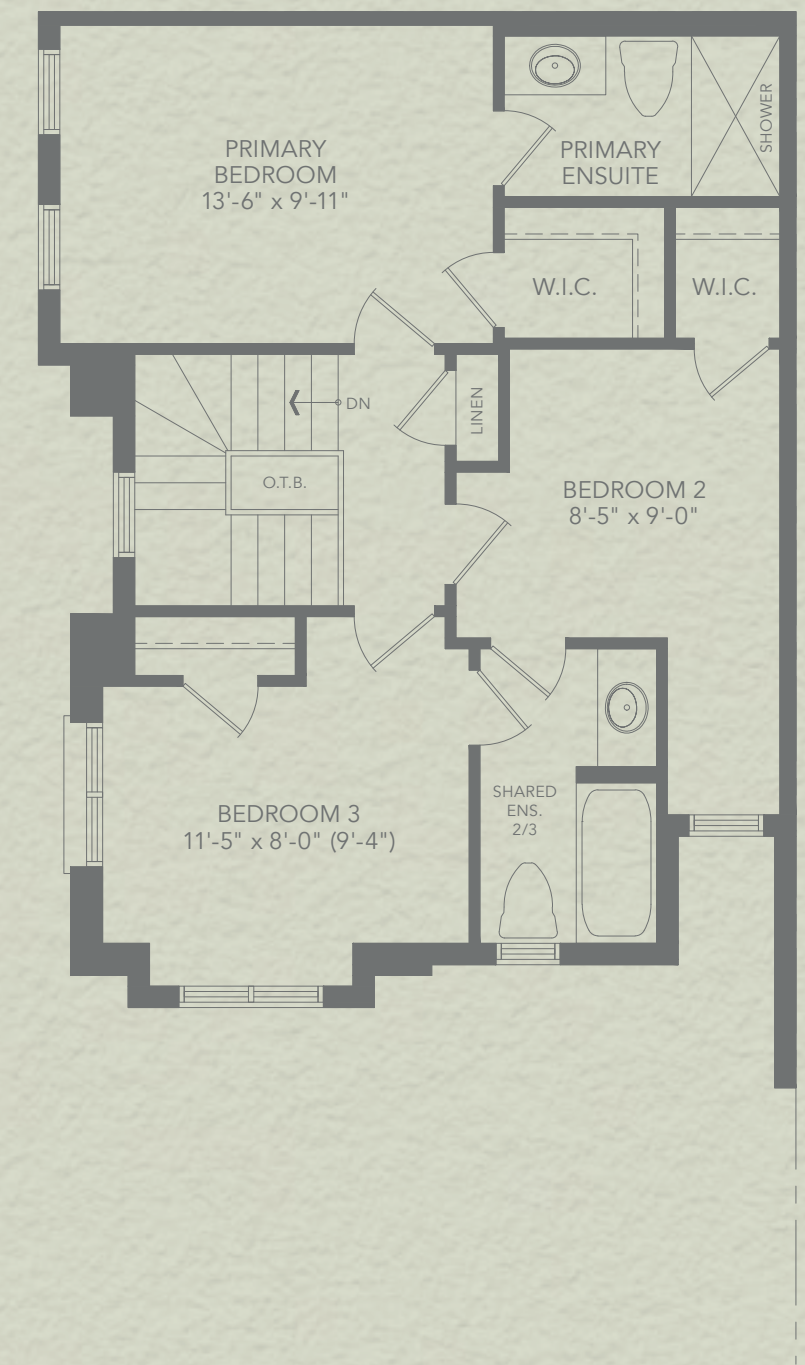 PRIMARY
BEDROOM
13'-6" x 9'-11"
PRIMARY
ENSUITE
SHOWER
W.I.C.
W.I.C.
DN
LINEN
O.T.B.
BEDROOM 2
8'-5" x 9'-0"
BEDROOM 3
11'-5" x 8'-0" (9'-4")
SHARED
ENS.
2/3